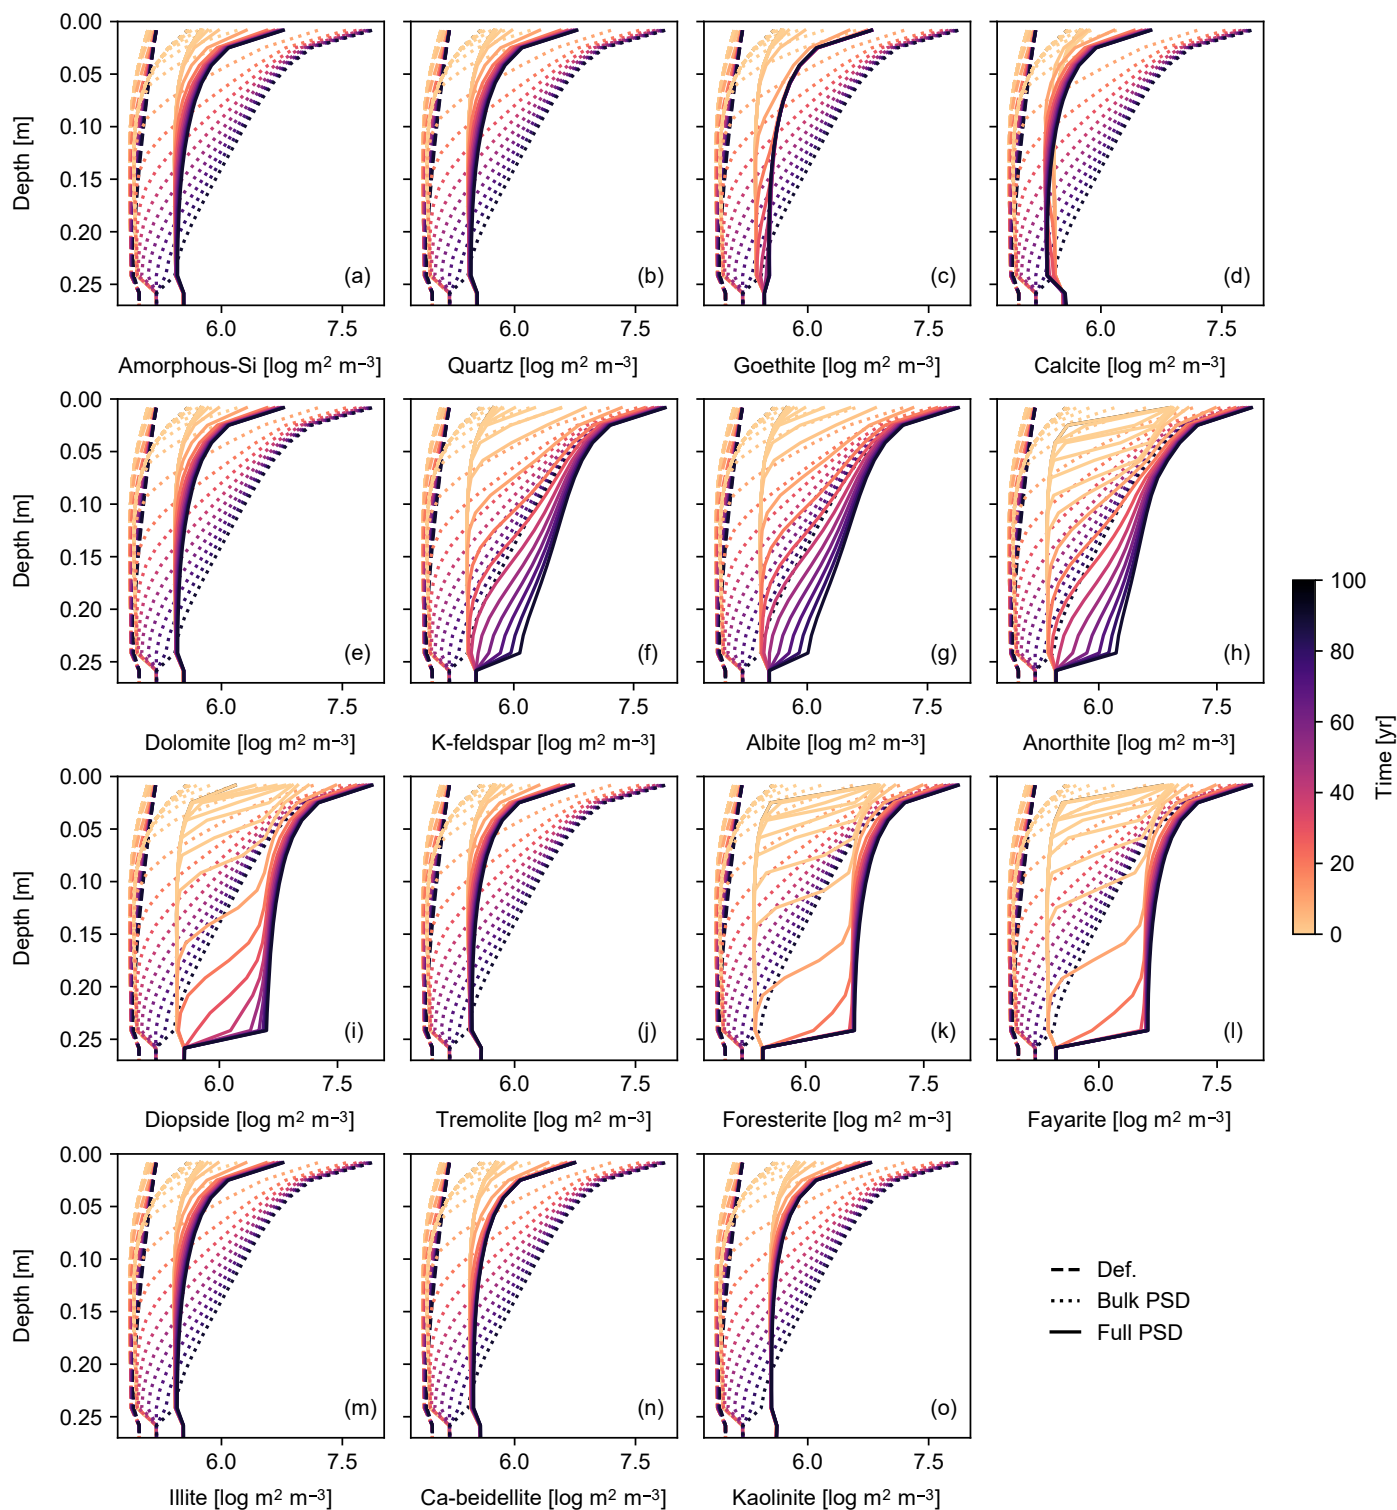 0.00
0.05
0.10
0.15
0.20
0.25
Depth [m]
(a)
(b)
(c)
(d)
6.0 7.5
6.0 7.5
6.0 7.5
6.0 7.5
Amorphous-Si [log m² m⁻³]
Quartz [log m² m⁻³]
Goethite [log m² m⁻³]
Calcite [log m² m⁻³]
0.00
0.05
0.10
0.15
0.20
0.25
Depth [m]
(e)
(f)
(g)
(h)
6.0 7.5
6.0 7.5
6.0 7.5
6.0 7.5
Dolomite [log m² m⁻³]
K-feldspar [log m² m⁻³]
Albite [log m² m⁻³]
Anorthite [log m² m⁻³]
100
80
60
40
20
0
Time [yr]
0.00
0.05
0.10
0.15
0.20
0.25
Depth [m]
(i)
(j)
(k)
(l)
6.0 7.5
6.0 7.5
6.0 7.5
6.0 7.5
Diopside [log m² m⁻³]
Tremolite [log m² m⁻³]
Foresterite [log m² m⁻³]
Fayarite [log m² m⁻³]
0.00
0.05
0.10
0.15
0.20
0.25
Depth [m]
(m)
(n)
(o)
6.0 7.5
6.0 7.5
6.0 7.5
Illite [log m² m⁻³]
Ca-beidellite [log m² m⁻³]
Kaolinite [log m² m⁻³]
Def.
Bulk PSD
Full PSD